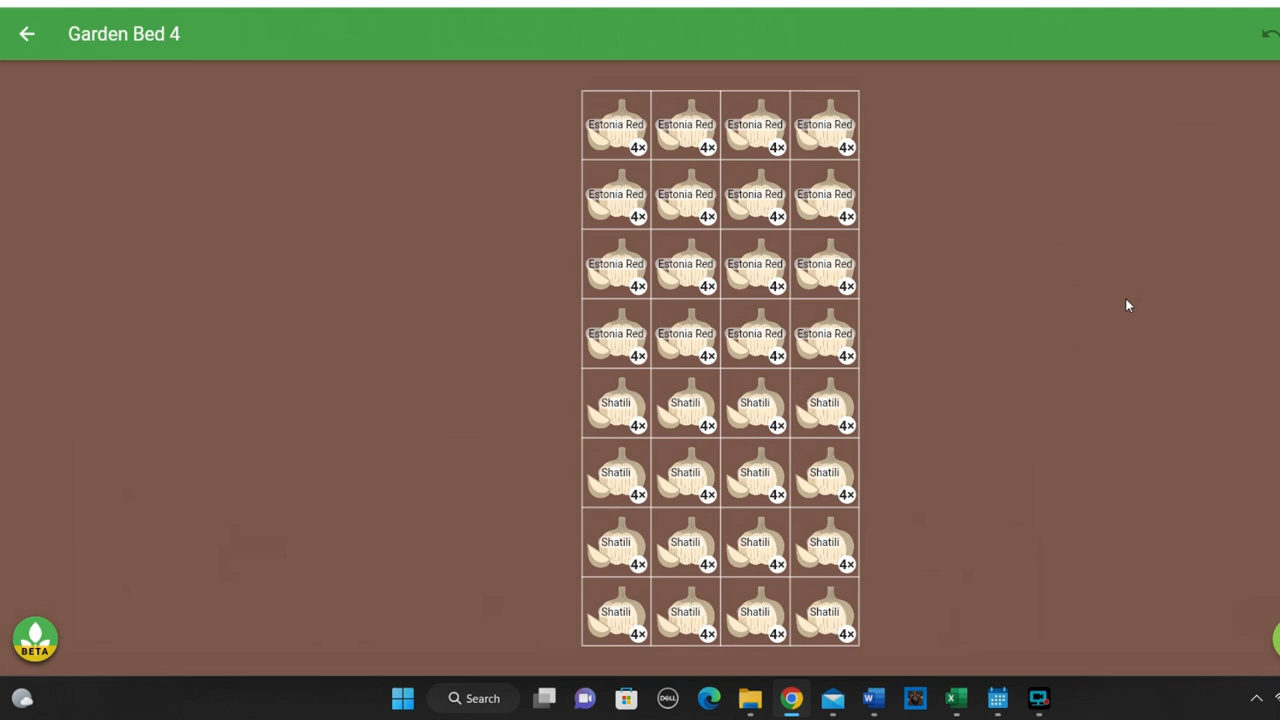 Garden Bed 4
Estonia Red Estonia Red Estonia Red Estonia Red
4× 4× 4× 4×
Estonia Red Estonia Red Estonia Red Estonia Red
4× 4× 4× 4×
Estonia Red Estonia Red Estonia Red Estonia Red
4× 4× 4× 4×
Estonia Red Estonia Red Estonia Red Estonia Red
4× 4× 4× 4×
Shatili Shatili Shatili Shatili
4× 4× 4× 4×
Shatili Shatili Shatili Shatili
4× 4× 4× 4×
Shatili Shatili Shatili Shatili
4× 4× 4× 4×
Shatili Shatili Shatili Shatili
4× 4× 4× 4×
BETA
Search
DELL
W
X